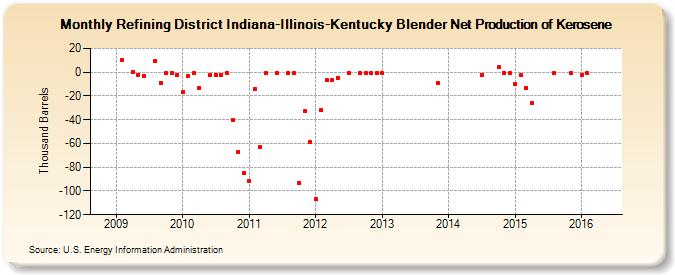 Monthly Refining District Indiana-Illinois-Kentucky Blender Net Production of Kerosene
Thousand Barrels
20
0
-20
-40
-60
-80
-100
-120
2009 2010 2011 2012 2013 2014 2015 2016
Source: U.S. Energy Information Administration